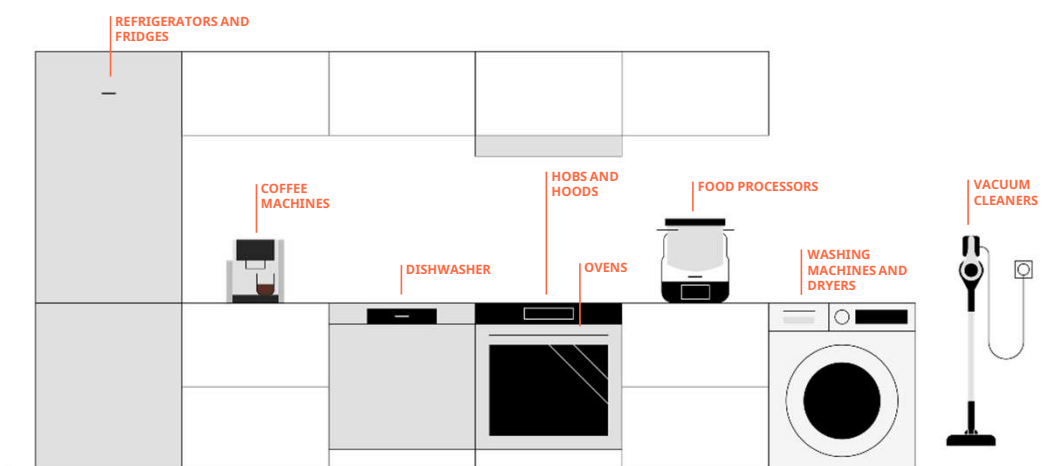 REFRIGERATORS AND
FRIDGES
COFFEE
MACHINES
DISHWASHER
HOBS AND
HOODS
OVENS
FOOD PROCESSORS
WASHING
MACHINES AND
DRYERS
VACUUM
CLEANERS